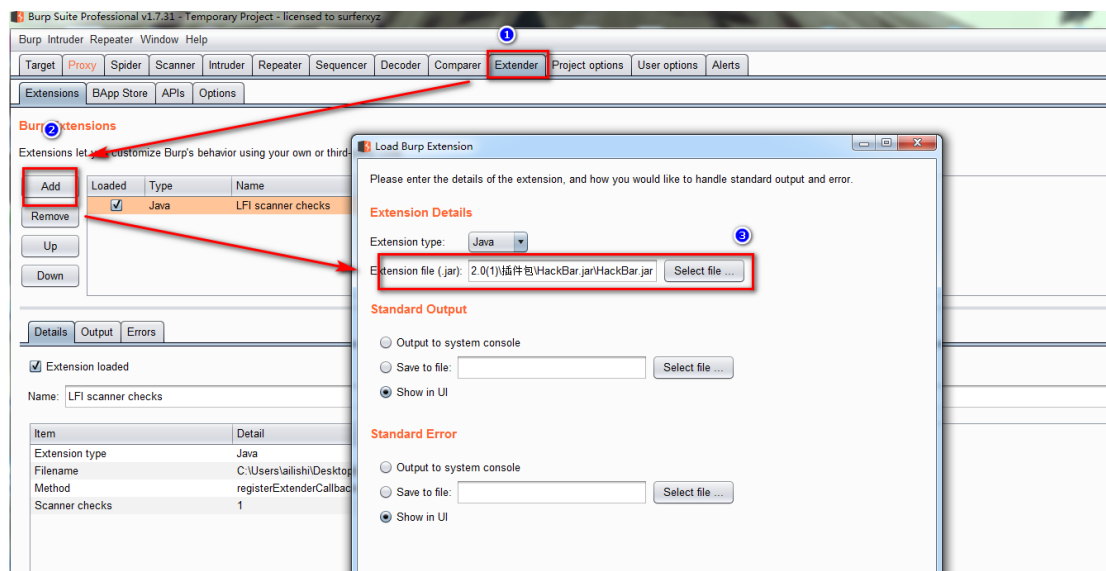 Burp Suite Professional v1.7.31 - Temporary Project - licensed to surferxyz
Burp Intruder Repeater Window Help
1
Target Proxy Spider Scanner Intruder Repeater Sequencer Decoder Comparer Extender Project options User options Alerts
Extensions BApp Store APIs Options
2
Burp Extensions
Extensions let you customize Burp's behavior using your own or third-
Add
Remove
Up
Down
Loaded Type Name
Java LFI scanner checks
Details Output Errors
Extension loaded
Name: LFI scanner checks
Item Detail
Extension type Java
Filename C:\Users\ailishi\Desktop
Method registerExtenderCallbac
Scanner checks 1
Load Burp Extension
Please enter the details of the extension, and how you would like to handle standard output and error.
Extension Details
Extension type: Java
3
Extension file (.jar): 2.0(1)\插件包\HackBar.jar\HackBar.jar Select file ...
Standard Output
Output to system console
Save to file: Select file ...
Show in UI
Standard Error
Output to system console
Save to file: Select file ...
Show in UI